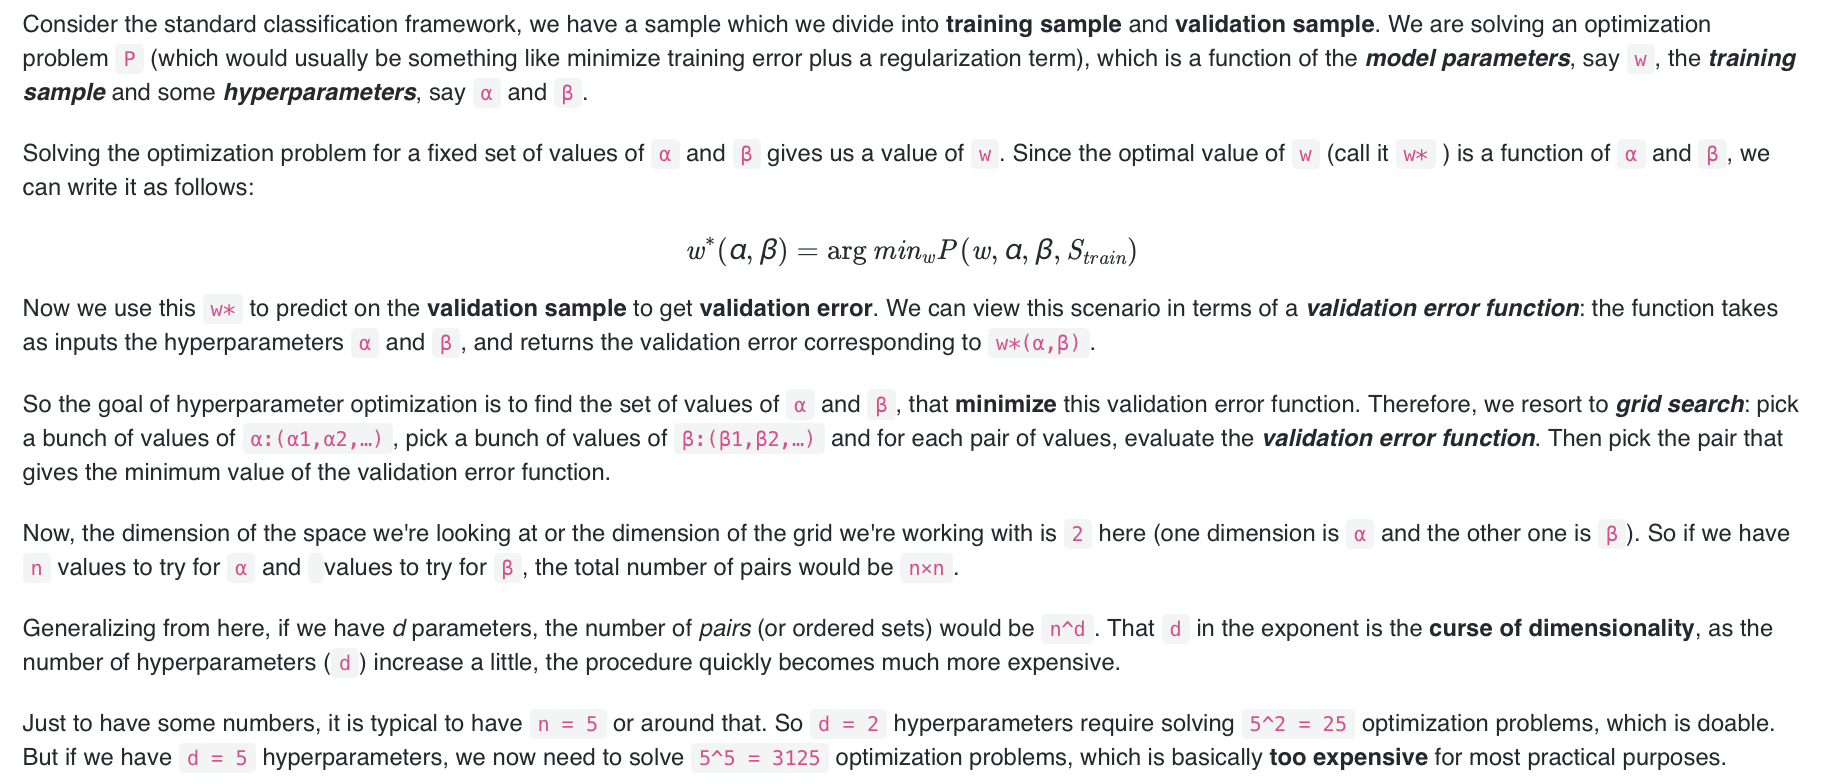 Consider the standard classification framework, we have a sample which we divide into training sample and validation sample. We are solving an optimization
problem P (which would usually be something like minimize training error plus a regularization term), which is a function of the model parameters, say w , the training
sample and some hyperparameters, say α and β .
Solving the optimization problem for a fixed set of values of α and β gives us a value of w . Since the optimal value of w (call it w* ) is a function of α and β , we
can write it as follows:
w*(α, β) = arg min_w P(w, α, β, S_train)
Now we use this w* to predict on the validation sample to get validation error. We can view this scenario in terms of a validation error function: the function takes
as inputs the hyperparameters α and β , and returns the validation error corresponding to w*(α,β) .
So the goal of hyperparameter optimization is to find the set of values of α and β , that minimize this validation error function. Therefore, we resort to grid search: pick
a bunch of values of α:(α1,α2,…) , pick a bunch of values of β:(β1,β2,…) and for each pair of values, evaluate the validation error function. Then pick the pair that
gives the minimum value of the validation error function.
Now, the dimension of the space we're looking at or the dimension of the grid we're working with is 2 here (one dimension is α and the other one is β ). So if we have
n values to try for α and values to try for β , the total number of pairs would be n×n .
Generalizing from here, if we have d parameters, the number of pairs (or ordered sets) would be n^d . That d in the exponent is the curse of dimensionality, as the
number of hyperparameters ( d ) increase a little, the procedure quickly becomes much more expensive.
Just to have some numbers, it is typical to have n = 5 or around that. So d = 2 hyperparameters require solving 5^2 = 25 optimization problems, which is doable.
But if we have d = 5 hyperparameters, we now need to solve 5^5 = 3125 optimization problems, which is basically too expensive for most practical purposes.